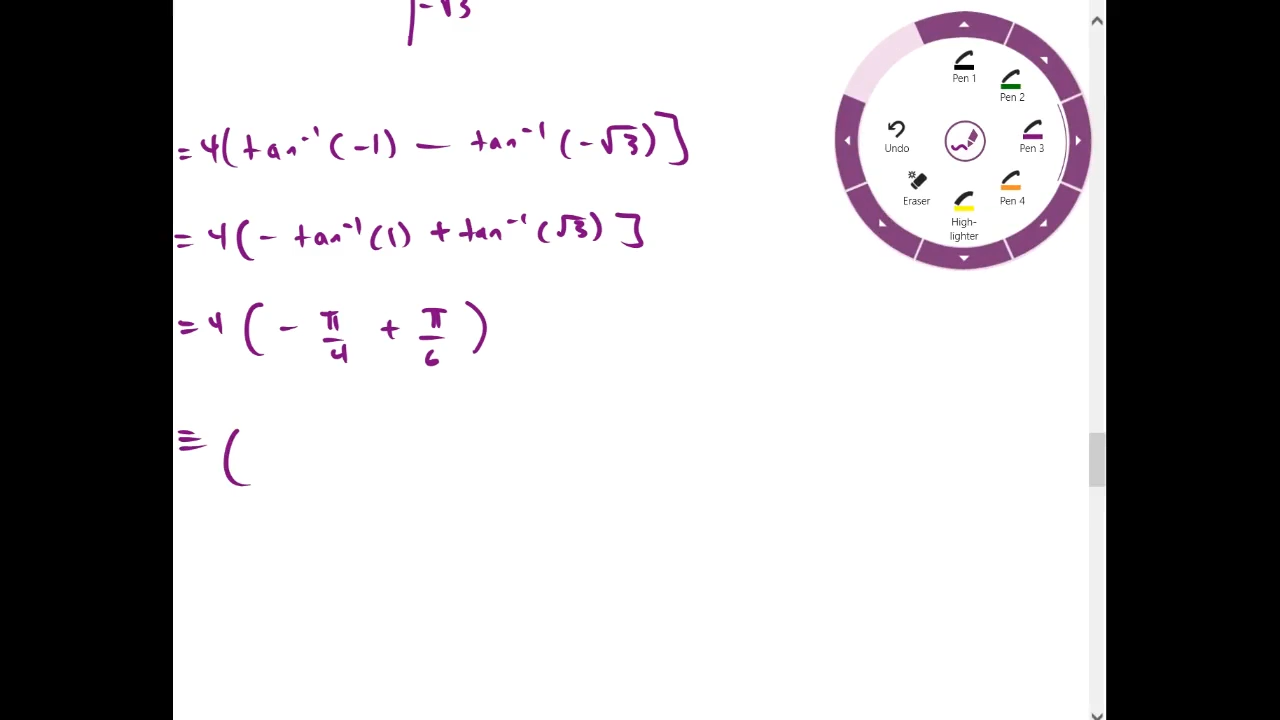 -√3
= 4(tan⁻¹(-1) — tan⁻¹(-√3)]
= 4(- tan⁻¹(1) + tan⁻¹(√3)]
= 4(- π/4 + π/6)
≡ (
Pen 1
Pen 2
Undo
Pen 3
Eraser
Pen 4
High-
lighter